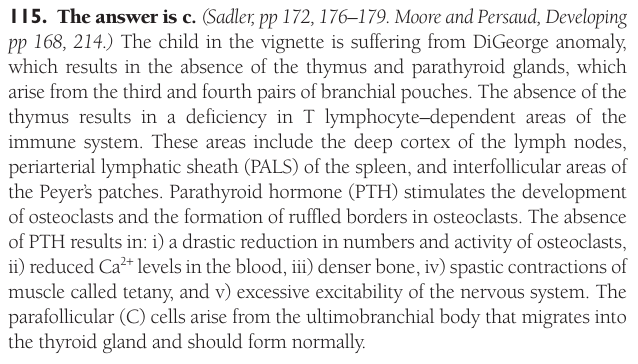 115. The answer is c. (Sadler, pp 172, 176–179. Moore and Persaud, Developing
pp 168, 214.) The child in the vignette is suffering from DiGeorge anomaly,
which results in the absence of the thymus and parathyroid glands, which
arise from the third and fourth pairs of branchial pouches. The absence of the
thymus results in a deficiency in T lymphocyte–dependent areas of the
immune system. These areas include the deep cortex of the lymph nodes,
periarterial lymphatic sheath (PALS) of the spleen, and interfollicular areas of
the Peyer's patches. Parathyroid hormone (PTH) stimulates the development
of osteoclasts and the formation of ruffled borders in osteoclasts. The absence
of PTH results in: i) a drastic reduction in numbers and activity of osteoclasts,
ii) reduced Ca²⁺ levels in the blood, iii) denser bone, iv) spastic contractions of
muscle called tetany, and v) excessive excitability of the nervous system. The
parafollicular (C) cells arise from the ultimobranchial body that migrates into
the thyroid gland and should form normally.